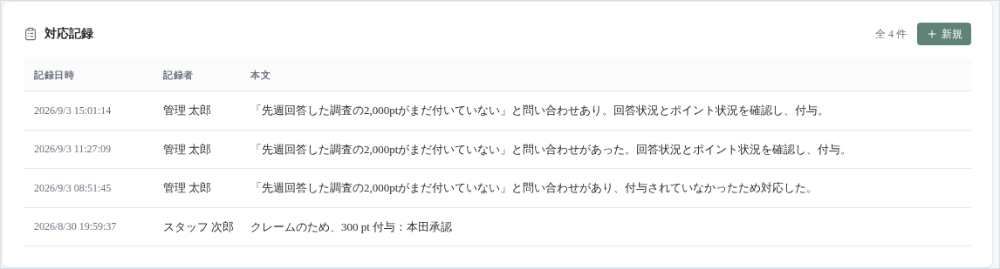 対応記録
全 4 件
＋ 新規
記録日時 記録者 本文
2026/9/3 15:01:14 管理 太郎 「先週回答した調査の2,000ptがまだ付いていない」と問い合わせあり。回答状況とポイント状況を確認し、付与。
2026/9/3 11:27:09 管理 太郎 「先週回答した調査の2,000ptがまだ付いていない」と問い合わせがあった。回答状況とポイント状況を確認し、付与。
2026/9/3 08:51:45 管理 太郎 「先週回答した調査の2,000ptがまだ付いていない」と問い合わせがあり、付与されていなかったため対応した。
2026/8/30 19:59:37 スタッフ 次郎 クレームのため、300 pt 付与：本田承認